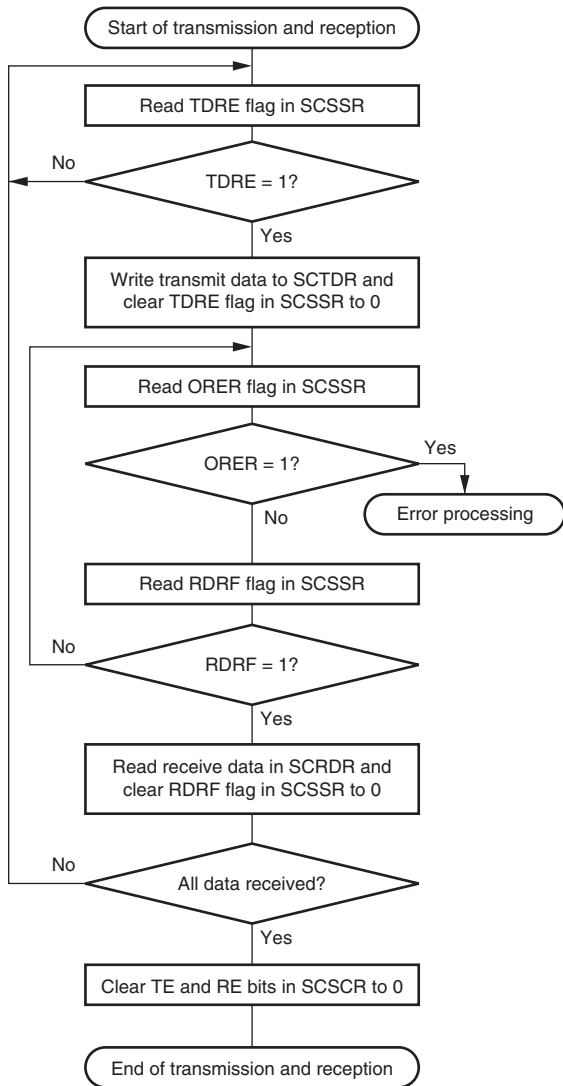 Start of transmission and reception
Read TDRE flag in SCSSR
No
TDRE = 1?
Yes
Write transmit data to SCTDR and
clear TDRE flag in SCSSR to 0
Read ORER flag in SCSSR
Yes
ORER = 1?
Error processing
No
Read RDRF flag in SCSSR
No
RDRF = 1?
Yes
Read receive data in SCRDR and
clear RDRF flag in SCSSR to 0
No
All data received?
Yes
Clear TE and RE bits in SCSCR to 0
End of transmission and reception